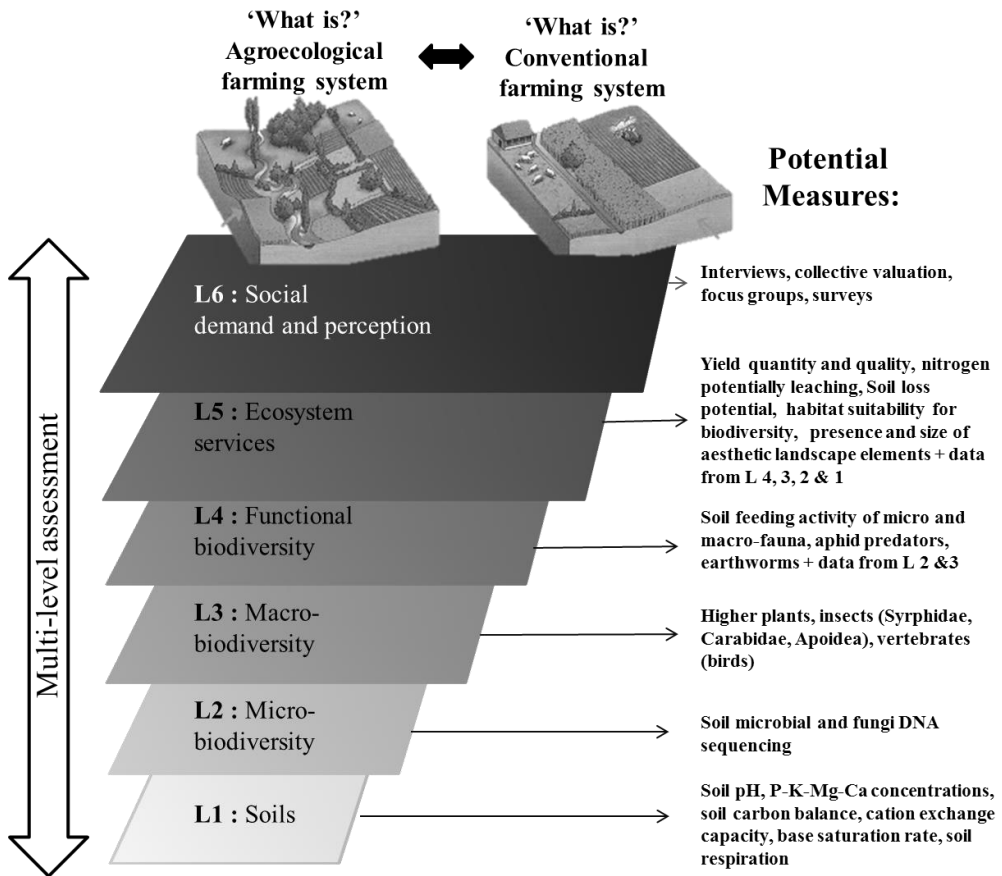 ‘What is?’
Agroecological
farming system
‘What is?’
Conventional
farming system
Potential
Measures:
Multi-level assessment
L6 : Social
demand and perception
Interviews, collective valuation,
focus groups, surveys
L5 : Ecosystem
services
Yield quantity and quality, nitrogen
potentially leaching, Soil loss
potential, habitat suitability for
biodiversity, presence and size of
aesthetic landscape elements + data
from L 4, 3, 2 & 1
L4 : Functional
biodiversity
Soil feeding activity of micro and
macro-fauna, aphid predators,
earthworms + data from L 2 &3
L3 : Macro-
biodiversity
Higher plants, insects (Syrphidae,
Carabidae, Apoidea), vertebrates
(birds)
L2 : Micro-
biodiversity
Soil microbial and fungi DNA
sequencing
L1 : Soils
Soil pH, P-K-Mg-Ca concentrations,
soil carbon balance, cation exchange
capacity, base saturation rate, soil
respiration